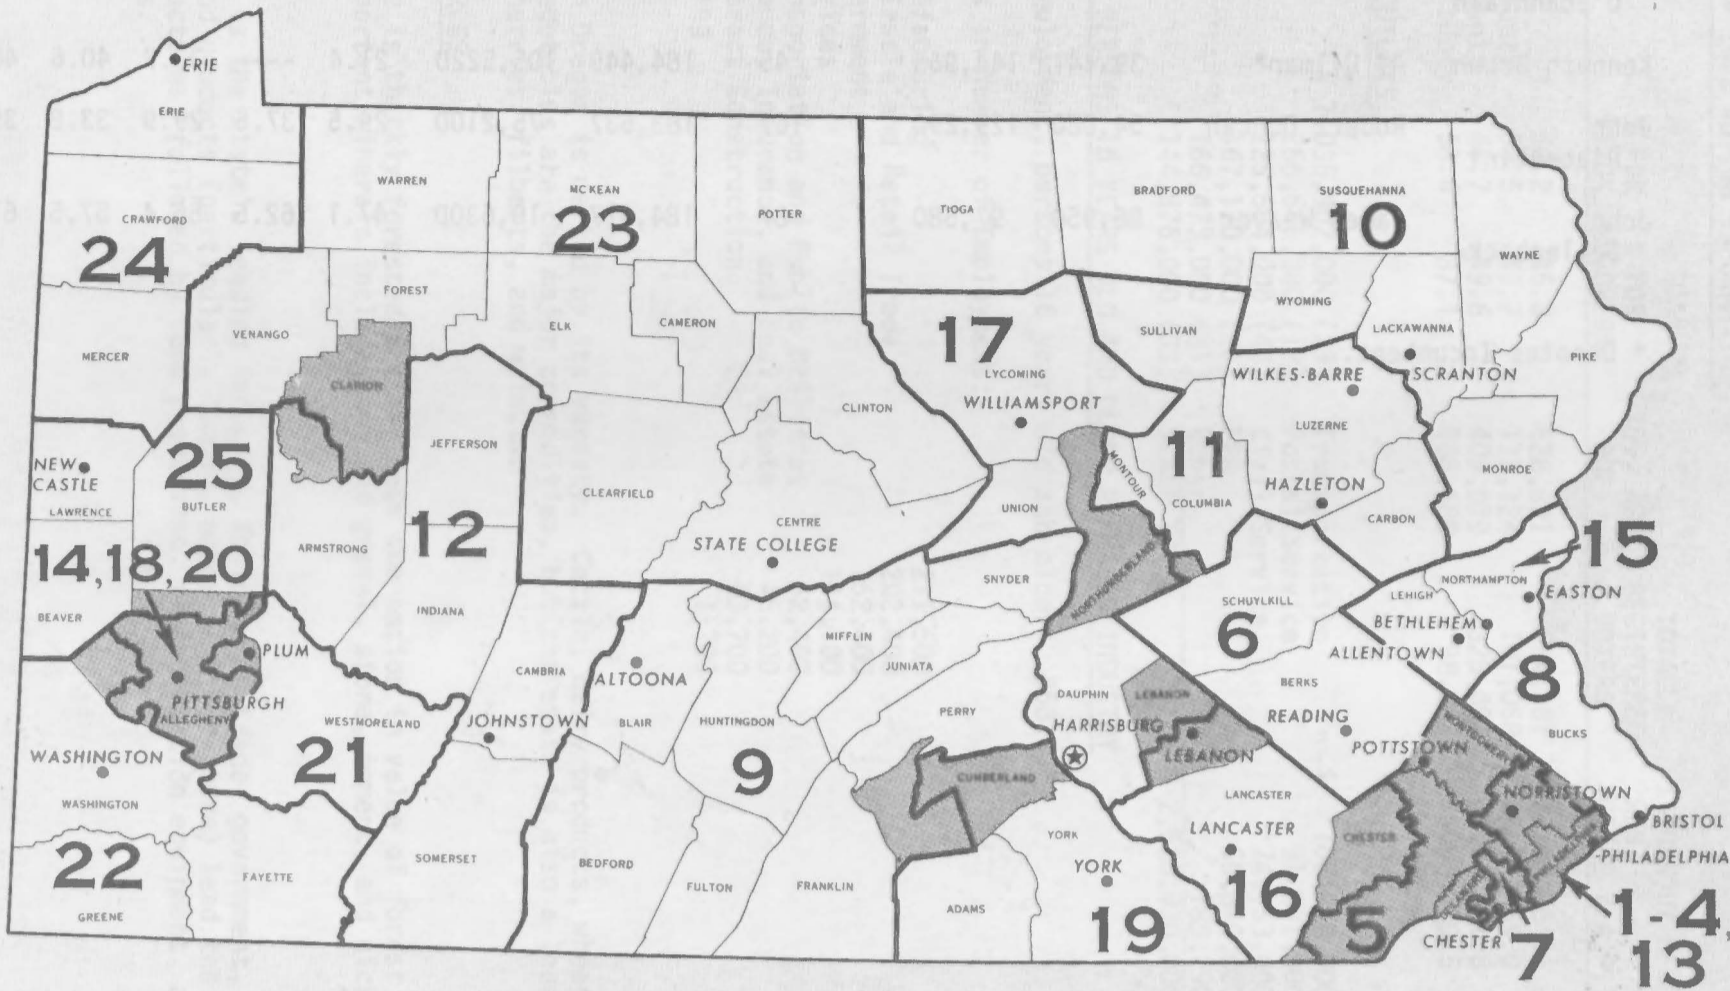 ERIE
ERIE
CRAWFORD
24
MERCER
WARREN
MC KEAN
23
POTTER
FOREST
VENANGO
ELK
CAMERON
CLARION
TIOGA
BRADFORD
SUSQUEHANNA
10
WAYNE
WYOMING
SULLIVAN
LACKAWANNA
PIKE
17
LYCOMING
WILLIAMSPORT
WILKES-BARRE
SCRANTON
CLINTON
LUZERNE
JEFFERSON
NEW
CASTLE
LAWRENCE
25
BUTLER
CLEARFIELD
CENTRE
STATE COLLEGE
UNION
MONTOUR
11
COLUMBIA
HAZLETON
MONROE
CARBON
ARMSTRONG
12
14, 18, 20
BEAVER
INDIANA
SNYDER
NORTHUMBERLAND
SCHUYLKILL
6
15
NORTHAMPTON
LEHIGH
EASTON
BETHLEHEM
ALLENTOWN
PLUM
PITTSBURGH
ALLEGHENY
WESTMORELAND
21
CAMBRIA
JOHNSTOWN
ALTOONA
BLAIR
HUNTINGDON
9
MIFFLIN
JUNIATA
PERRY
DAUPHIN
HARRISBURG
LEBANON
LEBANON
BERKS
READING
POTTSTOWN
MONTGOMERY
8
BUCKS
WASHINGTON
WASHINGTON
22
GREENE
FAYETTE
SOMERSET
BEDFORD
FULTON
FRANKLIN
CUMBERLAND
ADAMS
YORK
YORK
19
LANCASTER
LANCASTER
16
CHESTER
5
NORRISTOWN
BRISTOL
PHILADELPHIA
PHILADELPHIA
CHESTER
7
1-4,
13